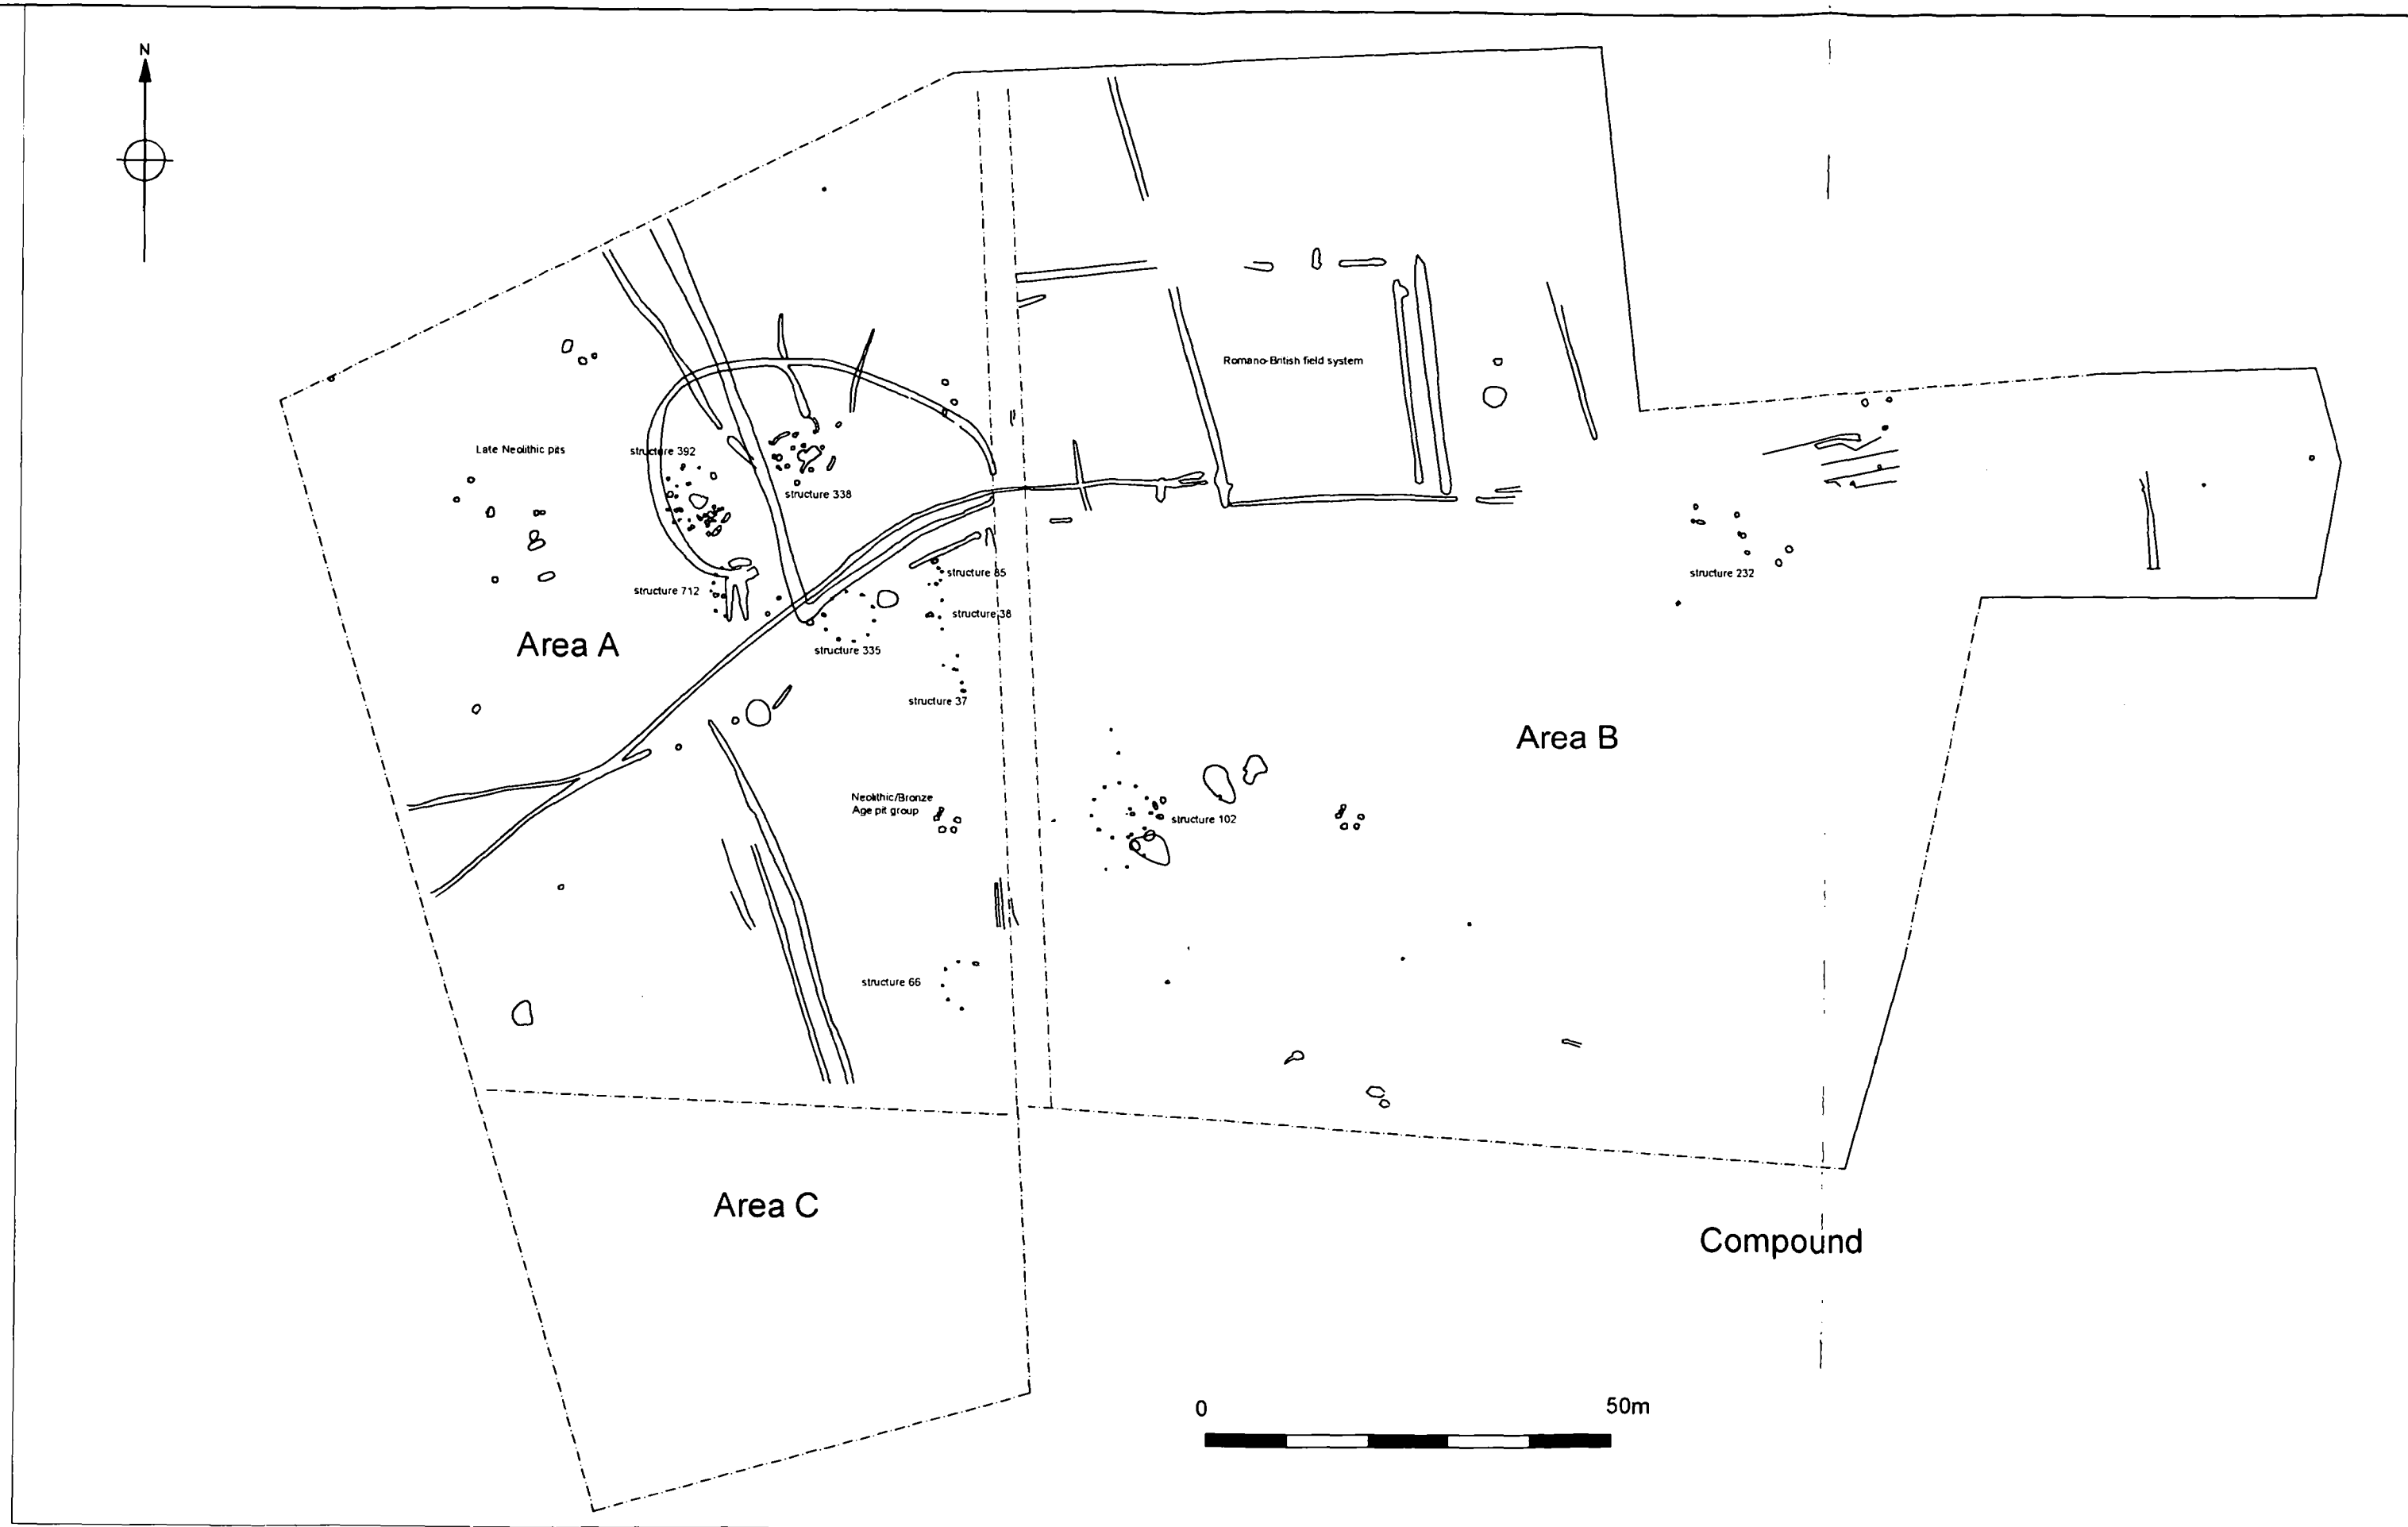 N
Romano-British field system
Late Neolithic pits
structure 392
structure 338
structure 85
structure 232
structure 712
structure 38
Area A
structure 335
structure 37
Area B
Neolithic/Bronze
Age pit group
structure 102
structure 66
Area C
Compound
0
50m